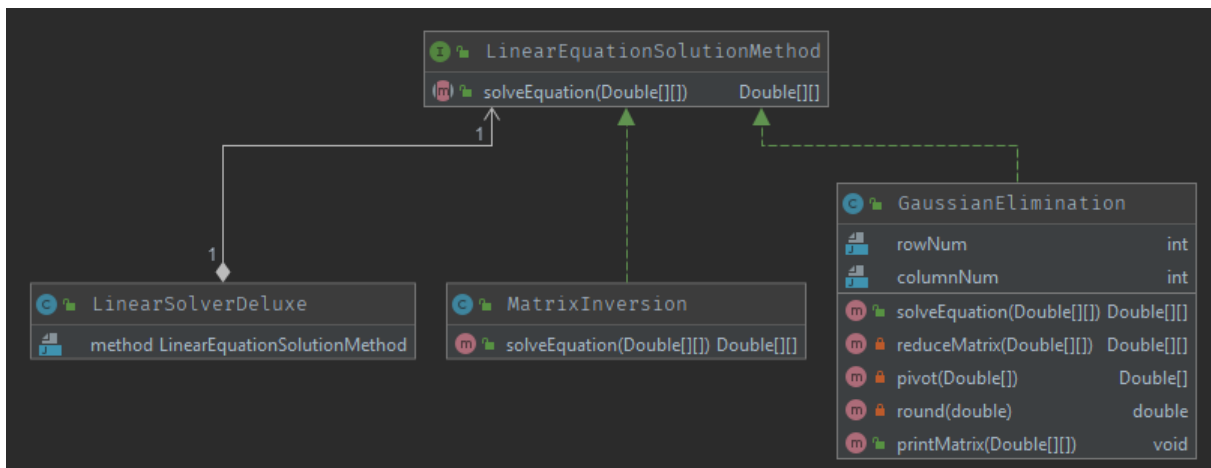 LinearEquationSolutionMethod
solveEquation(Double[][]) Double[][]
1
1
LinearSolverDeluxe
method LinearEquationSolutionMethod
MatrixInversion
solveEquation(Double[][]) Double[][]
GaussianElimination
rowNum int
columnNum int
solveEquation(Double[][]) Double[][]
reduceMatrix(Double[][]) Double[][]
pivot(Double[]) Double[]
round(double) double
printMatrix(Double[][]) void